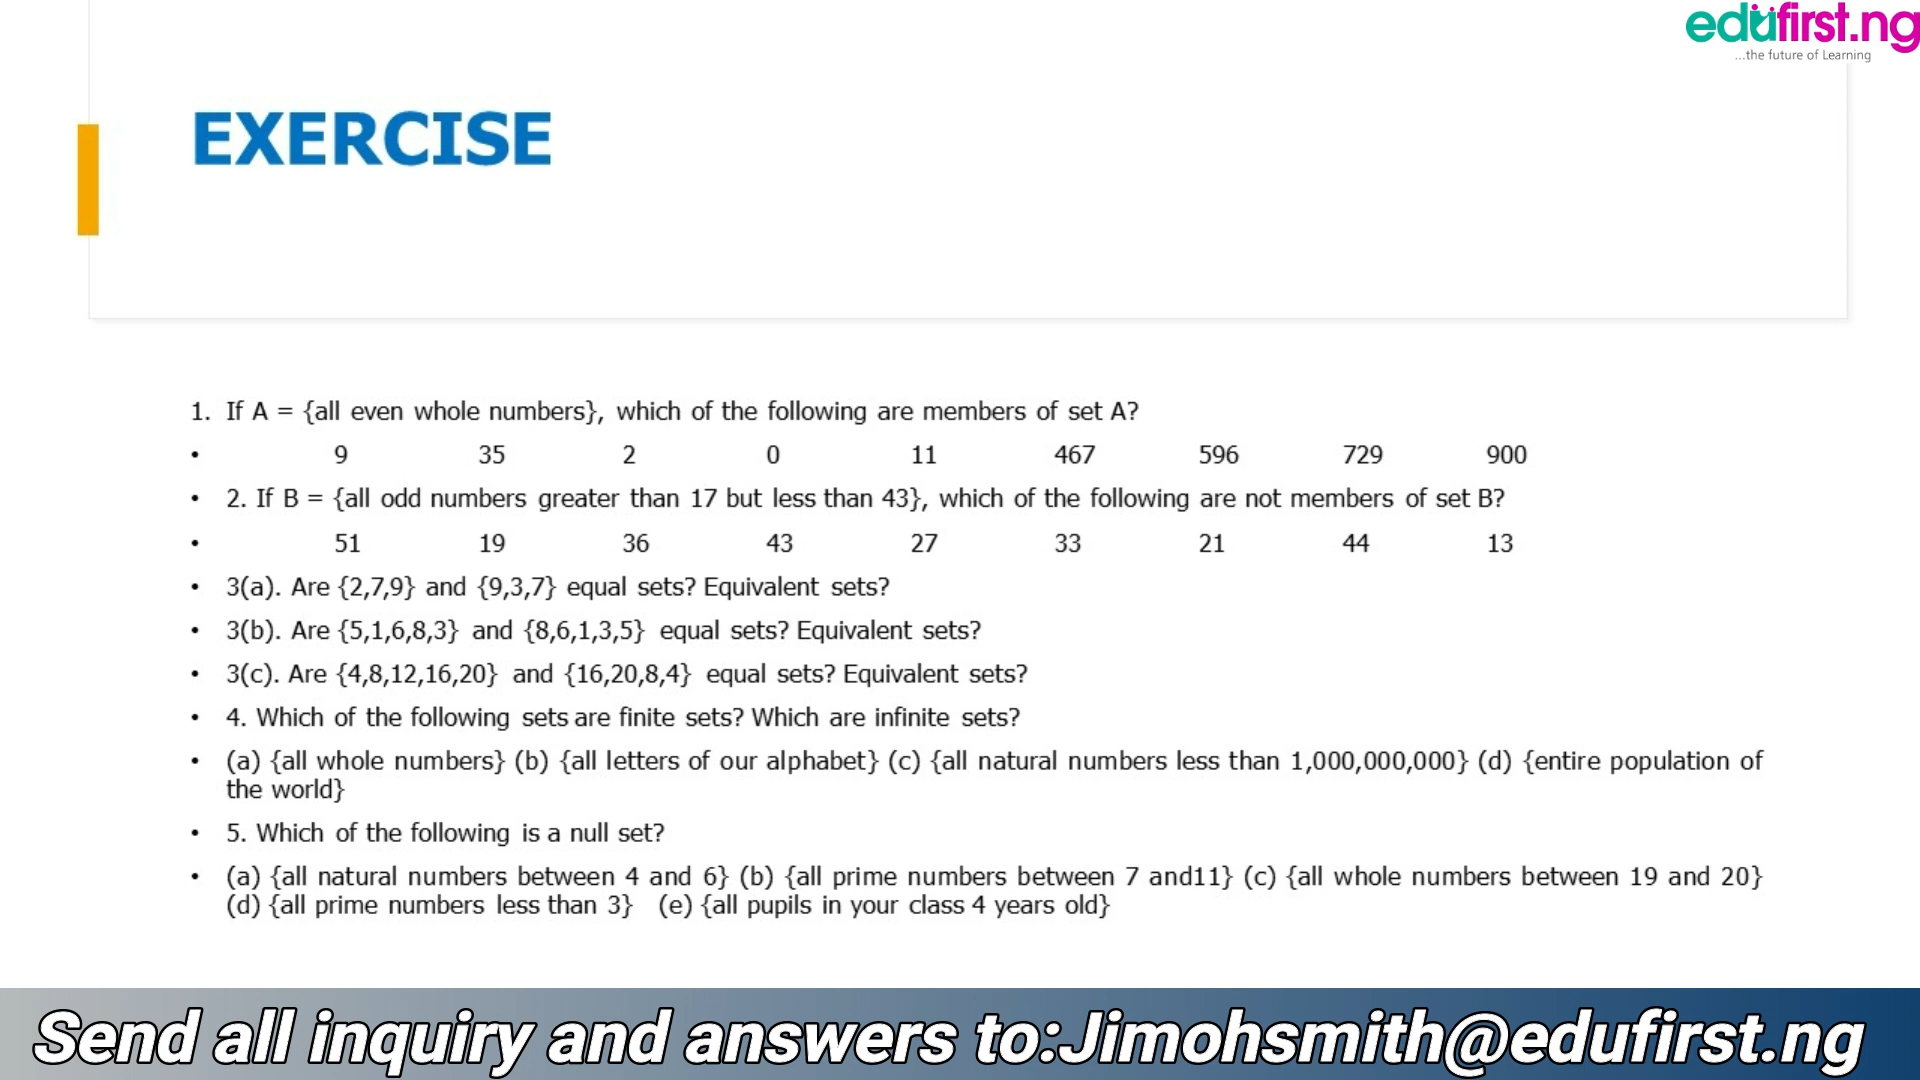 edufirst.ng
...the future of Learning
EXERCISE
1. If A = {all even whole numbers}, which of the following are members of set A?
• 9 35 2 0 11 467 596 729 900
• 2. If B = {all odd numbers greater than 17 but less than 43}, which of the following are not members of set B?
• 51 19 36 43 27 33 21 44 13
• 3(a). Are {2,7,9} and {9,3,7} equal sets? Equivalent sets?
• 3(b). Are {5,1,6,8,3} and {8,6,1,3,5} equal sets? Equivalent sets?
• 3(c). Are {4,8,12,16,20} and {16,20,8,4} equal sets? Equivalent sets?
• 4. Which of the following sets are finite sets? Which are infinite sets?
• (a) {all whole numbers} (b) {all letters of our alphabet} (c) {all natural numbers less than 1,000,000,000} (d) {entire population of
the world}
• 5. Which of the following is a null set?
• (a) {all natural numbers between 4 and 6} (b) {all prime numbers between 7 and11} (c) {all whole numbers between 19 and 20}
(d) {all prime numbers less than 3} (e) {all pupils in your class 4 years old}
Send all inquiry and answers to:Jimohsmith@edufirst.ng